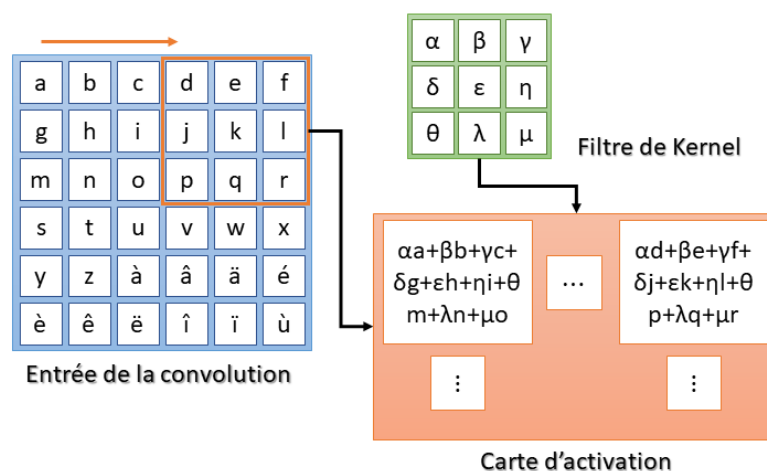 α β γ
δ ε η
θ λ μ
Filtre de Kernel
a b c d e f
g h i j k l
m n o p q r
s t u v w x
y z à â ä é
è ê ë î ï ù
Entrée de la convolution
αa+βb+γc+
δg+εh+ηi+θ
m+λn+μo
...
αd+βe+γf+
δj+εk+ηl+θ
p+λq+μr
⋮
⋮
Carte d'activation